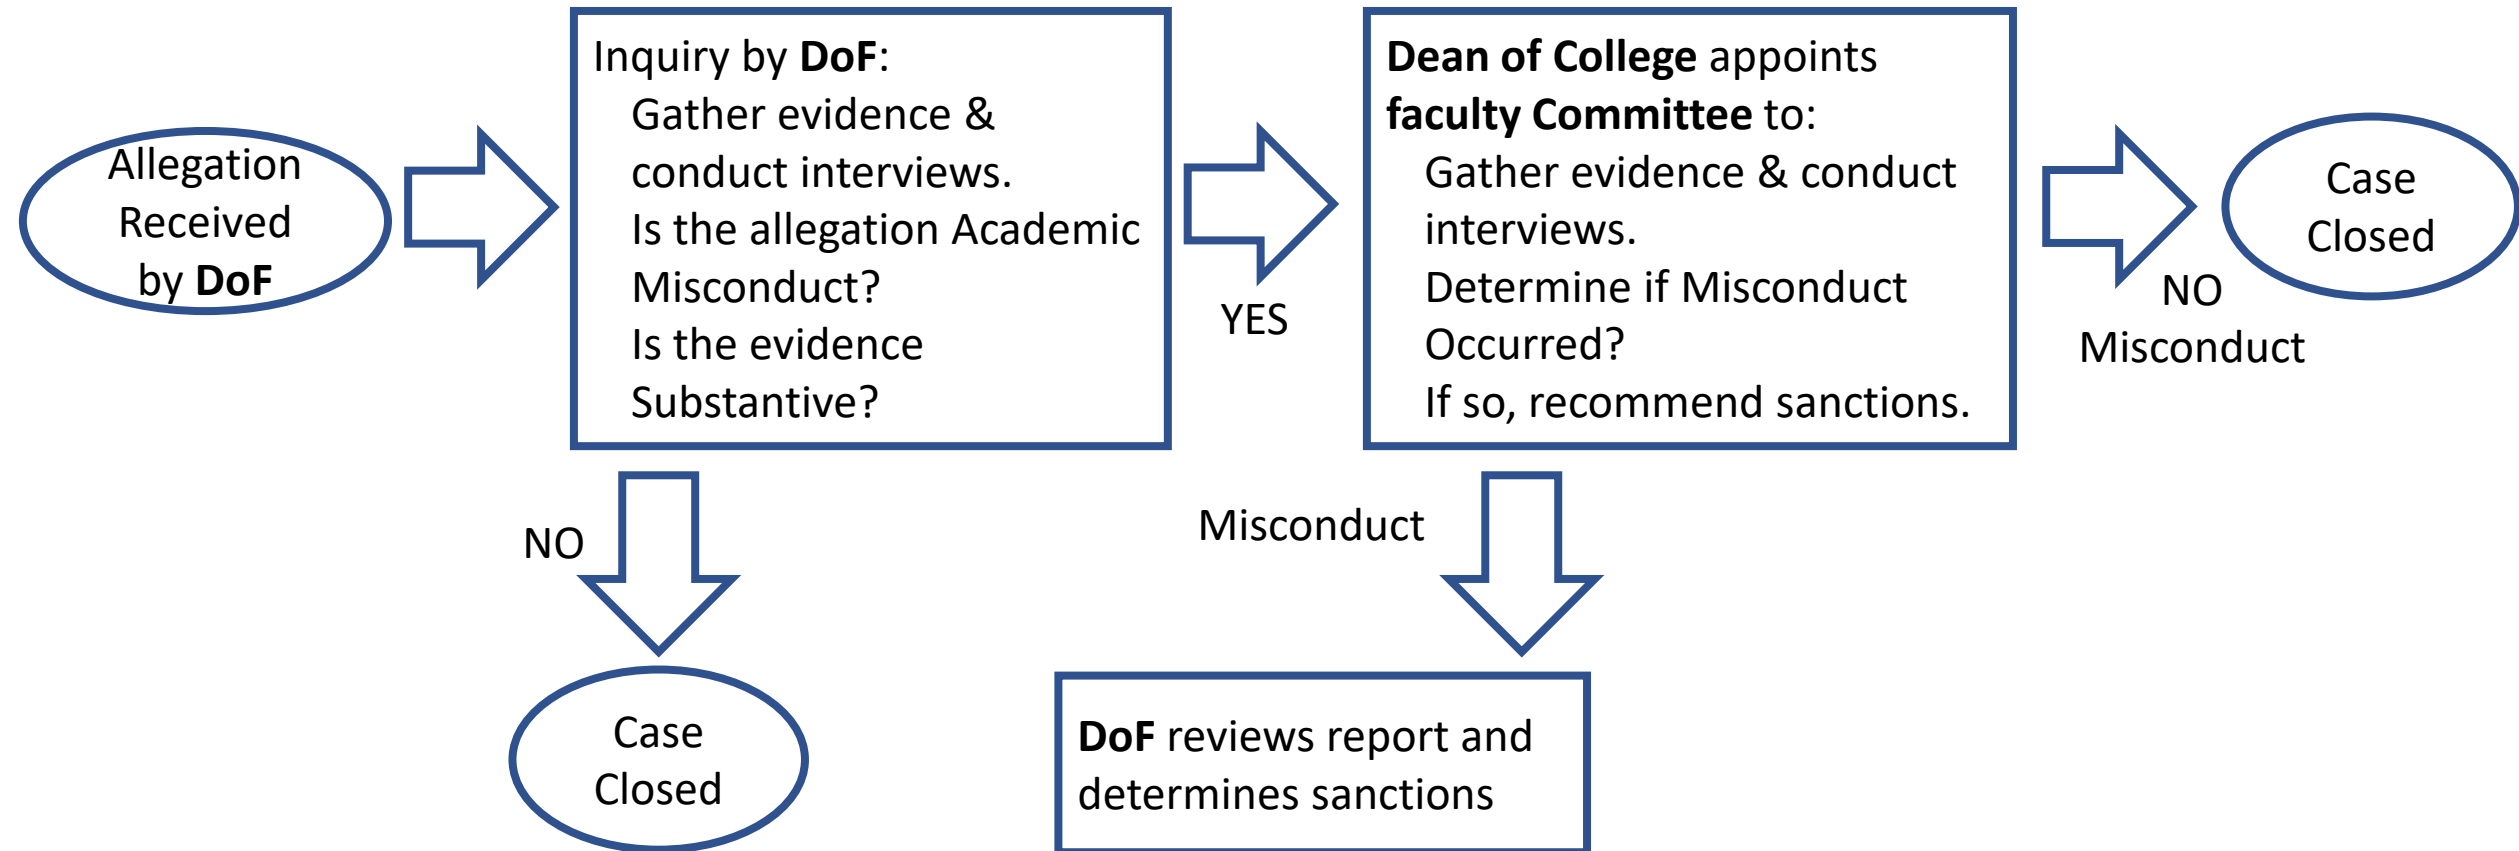 Allegation
Received
by DoF
Inquiry by DoF:
Gather evidence &
conduct interviews.
Is the allegation Academic
Misconduct?
Is the evidence
Substantive?
YES
Dean of College appoints
faculty Committee to:
Gather evidence & conduct
interviews.
Determine if Misconduct
Occurred?
If so, recommend sanctions.
NO
Misconduct
Case
Closed
NO
Case
Closed
Misconduct
DoF reviews report and
determines sanctions